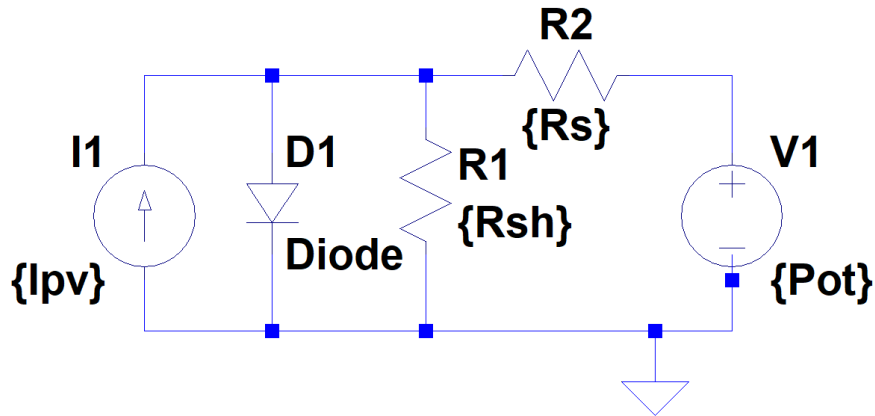 R2
{Rs}
I1
D1
R1
V1
{Rsh}
Diode
{Ipv}
{Pot}